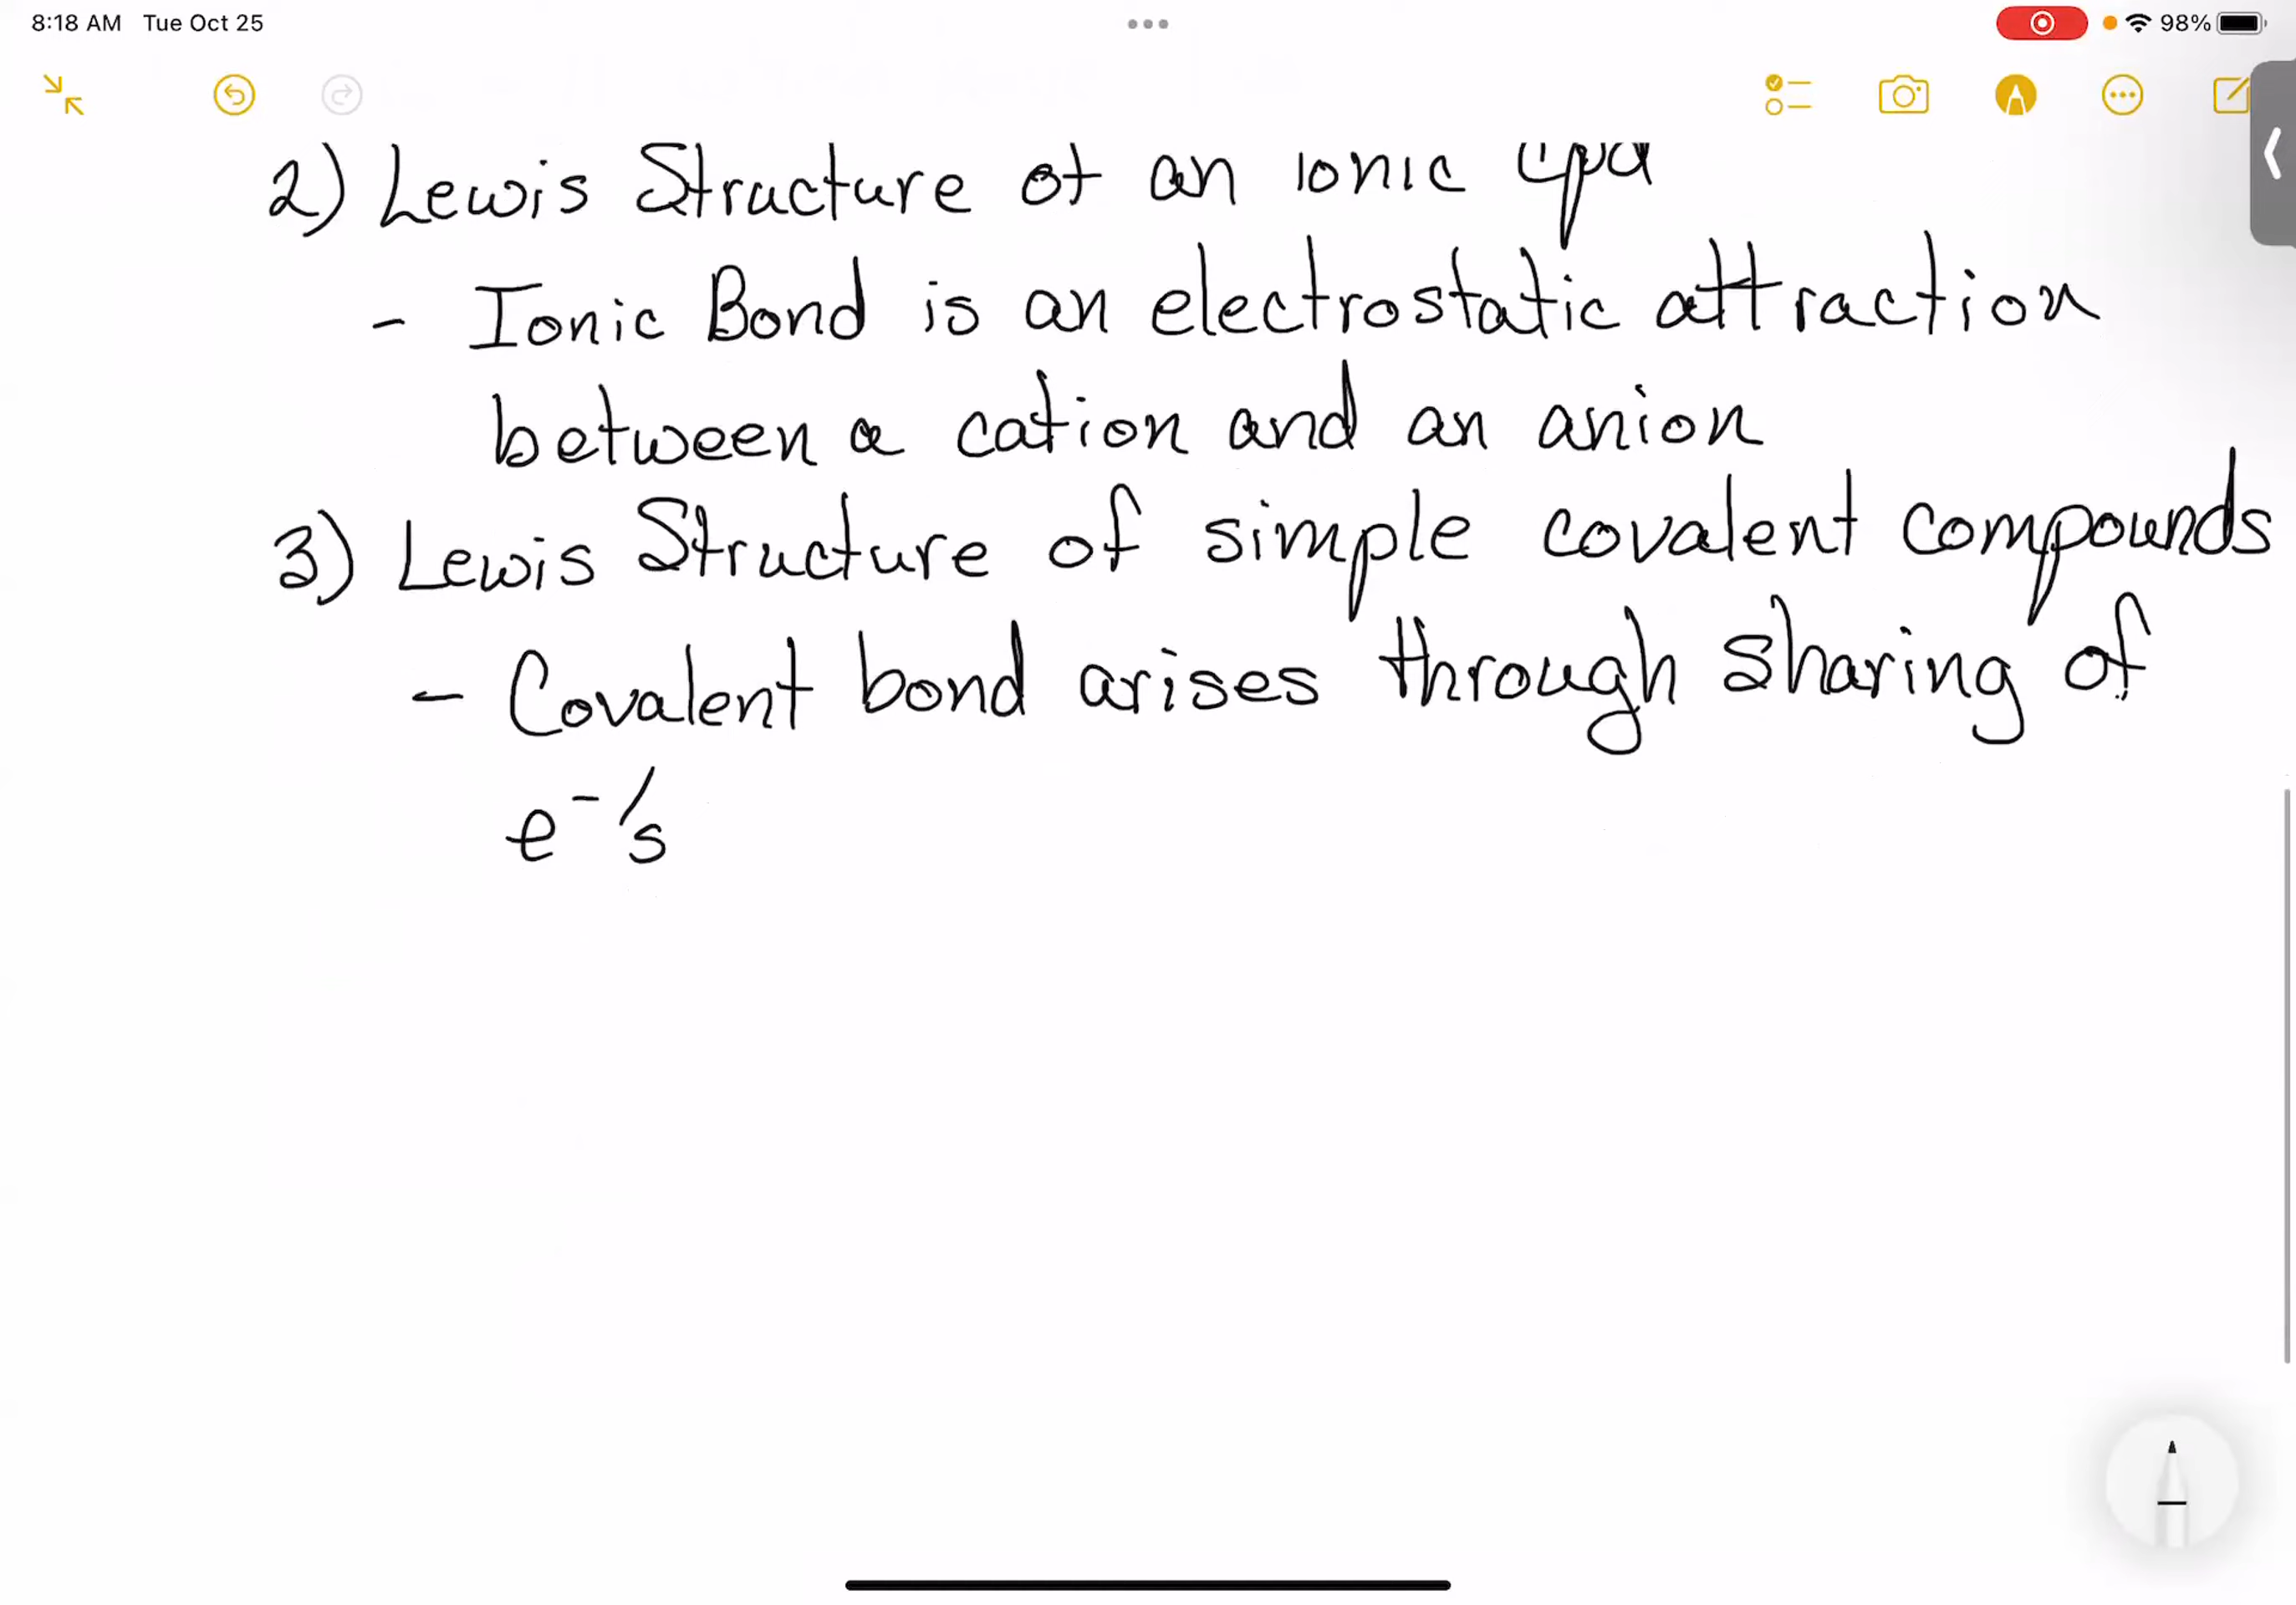 8:18 AM Tue Oct 25 98%
2) Lewis Structure of an ionic cpd
- Ionic Bond is an electrostatic attraction
between a cation and an anion
3) Lewis Structure of simple covalent compounds
- Covalent bond arises through sharing of
e⁻'s